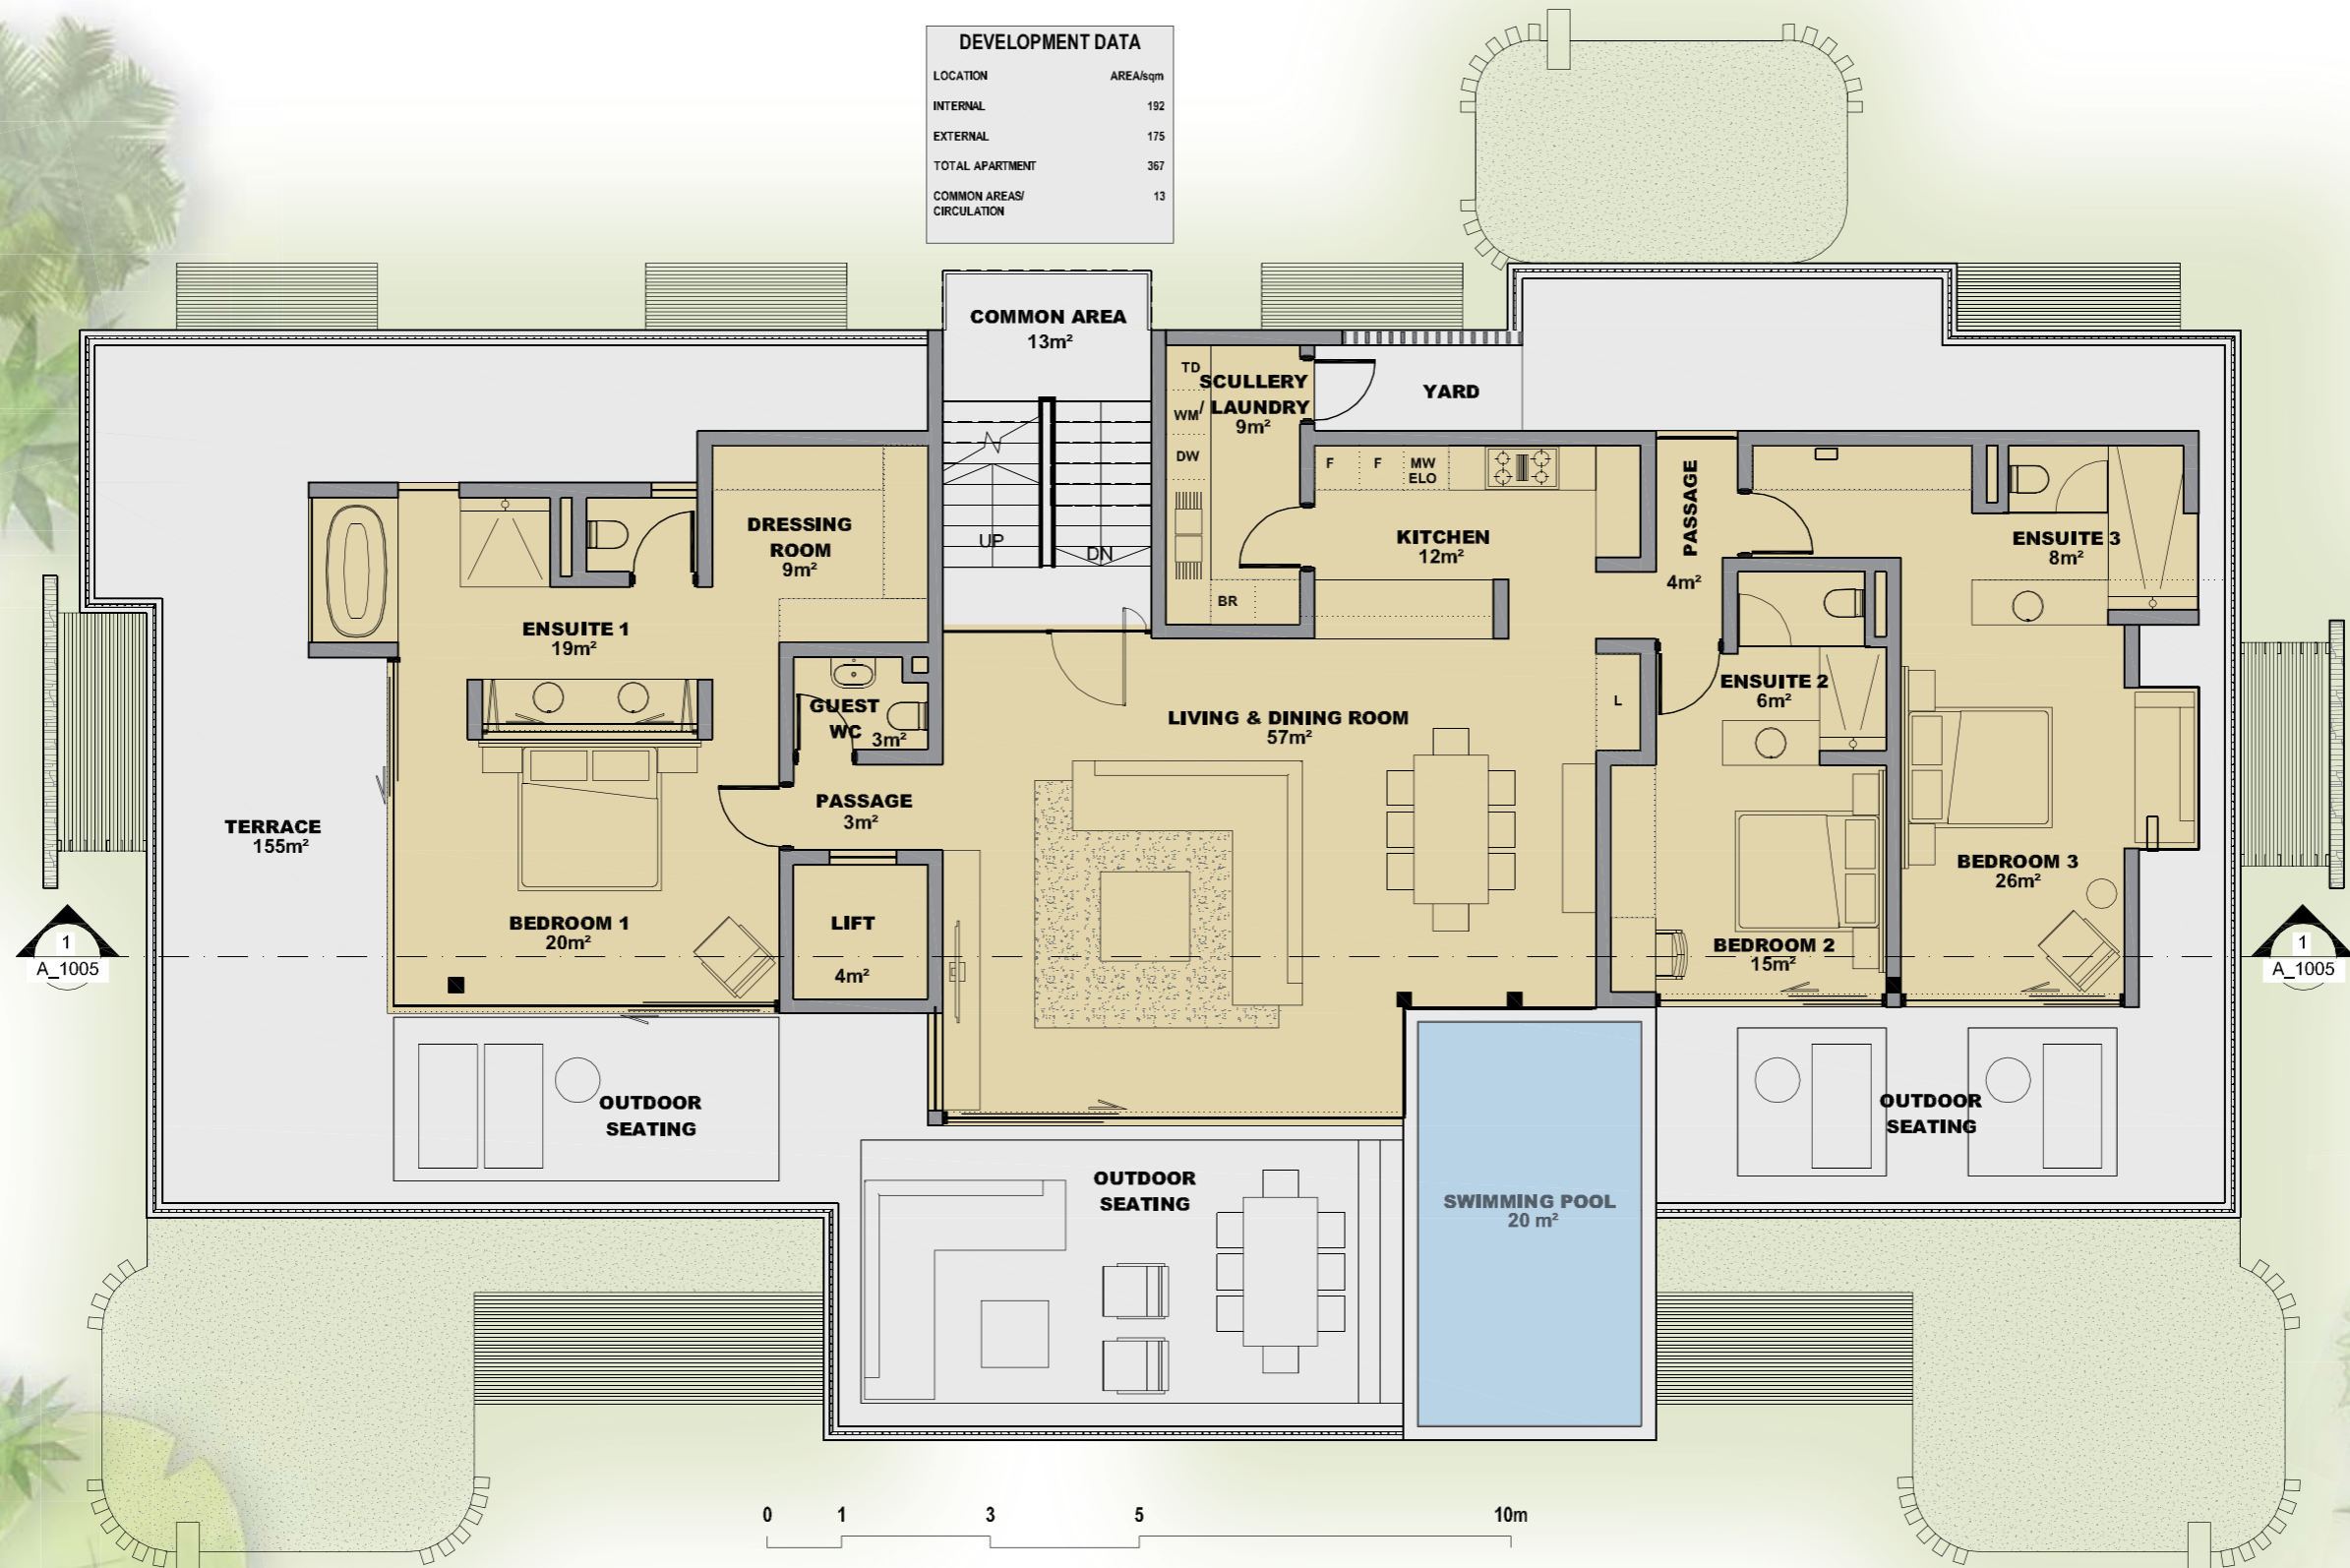 DEVELOPMENT DATA
LOCATION AREA/sqm
INTERNAL 192
EXTERNAL 175
TOTAL APARTMENT 367
COMMON AREAS/ 13
CIRCULATION
COMMON AREA
13m²
UP
DN
TD
WM
DW
BR
SCULLERY
/ LAUNDRY
9m²
YARD
F F MW
ELO
KITCHEN
12m²
PASSAGE
4m²
ENSUITE 3
8m²
DRESSING
ROOM
9m²
ENSUITE 1
19m²
GUEST
WC 3m²
LIVING & DINING ROOM
57m²
L
ENSUITE 2
6m²
PASSAGE
3m²
TERRACE
155m²
BEDROOM 1
20m²
LIFT
4m²
BEDROOM 2
15m²
BEDROOM 3
26m²
1
A_1005
1
A_1005
OUTDOOR
SEATING
OUTDOOR
SEATING
OUTDOOR
SEATING
SWIMMING POOL
20 m²
0 1 3 5 10m